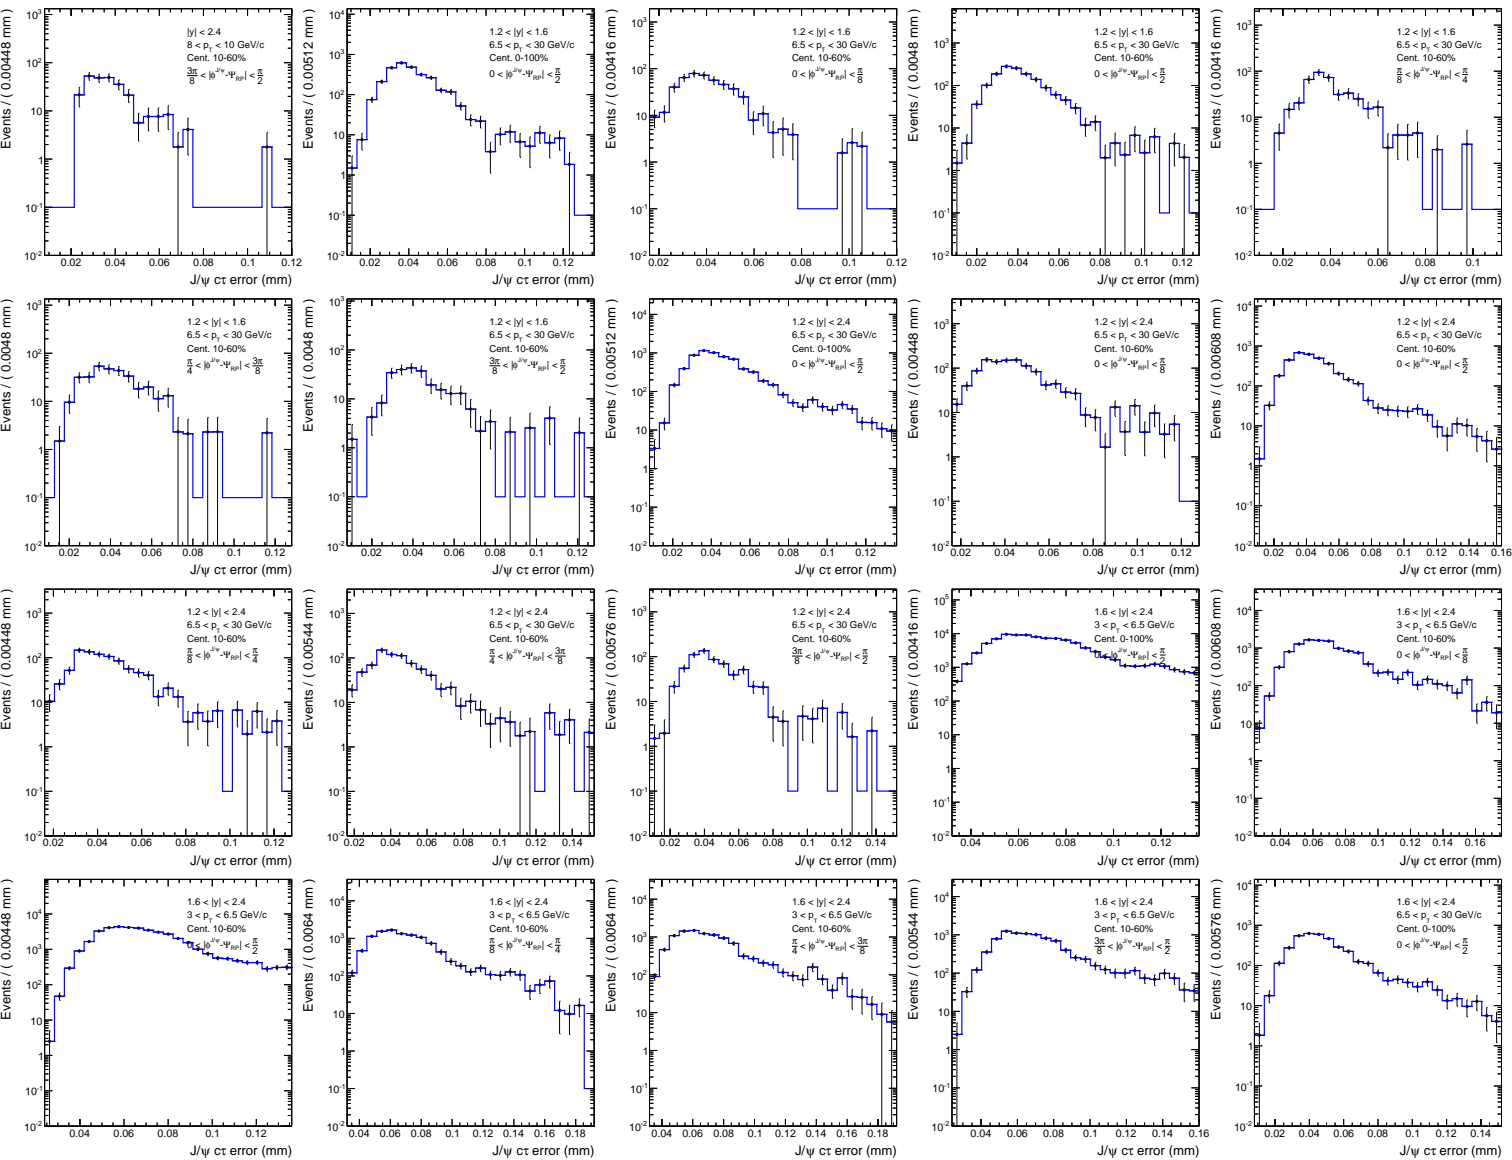 |y| < 2.4
8 < p_T < 10 GeV/c
Cent. 10-60%
3π/8 < |φ^J/ψ-Ψ_RP| < π/2
Events / ( 0.00448 mm )
J/ψ cτ error (mm)
1.2 < |y| < 1.6
6.5 < p_T < 30 GeV/c
Cent. 0-100%
0 < |φ^J/ψ-Ψ_RP| < π/2
Events / ( 0.00512 mm )
J/ψ cτ error (mm)
1.2 < |y| < 1.6
6.5 < p_T < 30 GeV/c
Cent. 10-60%
0 < |φ^J/ψ-Ψ_RP| < π/8
Events / ( 0.00416 mm )
J/ψ cτ error (mm)
1.2 < |y| < 1.6
6.5 < p_T < 30 GeV/c
Cent. 10-60%
0 < |φ^J/ψ-Ψ_RP| < π/2
Events / ( 0.0048 mm )
J/ψ cτ error (mm)
1.2 < |y| < 1.6
6.5 < p_T < 30 GeV/c
Cent. 10-60%
π/8 < |φ^J/ψ-Ψ_RP| < π/4
Events / ( 0.00416 mm )
J/ψ cτ error (mm)
1.2 < |y| < 1.6
6.5 < p_T < 30 GeV/c
Cent. 10-60%
π/4 < |φ^J/ψ-Ψ_RP| < 3π/8
Events / ( 0.0048 mm )
J/ψ cτ error (mm)
1.2 < |y| < 1.6
6.5 < p_T < 30 GeV/c
Cent. 10-60%
3π/8 < |φ^J/ψ-Ψ_RP| < π/2
Events / ( 0.0048 mm )
J/ψ cτ error (mm)
1.2 < |y| < 2.4
6.5 < p_T < 30 GeV/c
Cent. 0-100%
0 < |φ^J/ψ-Ψ_RP| < π/2
Events / ( 0.00512 mm )
J/ψ cτ error (mm)
1.2 < |y| < 2.4
6.5 < p_T < 30 GeV/c
Cent. 10-60%
0 < |φ^J/ψ-Ψ_RP| < π/8
Events / ( 0.00448 mm )
J/ψ cτ error (mm)
1.2 < |y| < 2.4
6.5 < p_T < 30 GeV/c
Cent. 10-60%
0 < |φ^J/ψ-Ψ_RP| < π/2
Events / ( 0.00608 mm )
J/ψ cτ error (mm)
1.2 < |y| < 2.4
6.5 < p_T < 30 GeV/c
Cent. 10-60%
π/8 < |φ^J/ψ-Ψ_RP| < π/4
Events / ( 0.00448 mm )
J/ψ cτ error (mm)
1.2 < |y| < 2.4
6.5 < p_T < 30 GeV/c
Cent. 10-60%
π/4 < |φ^J/ψ-Ψ_RP| < 3π/8
Events / ( 0.00544 mm )
J/ψ cτ error (mm)
1.2 < |y| < 2.4
6.5 < p_T < 30 GeV/c
Cent. 10-60%
3π/8 < |φ^J/ψ-Ψ_RP| < π/2
Events / ( 0.00576 mm )
J/ψ cτ error (mm)
1.6 < |y| < 2.4
3 < p_T < 6.5 GeV/c
Cent. 0-100%
0 < |φ^J/ψ-Ψ_RP| < π/2
Events / ( 0.00416 mm )
J/ψ cτ error (mm)
1.6 < |y| < 2.4
3 < p_T < 6.5 GeV/c
Cent. 10-60%
0 < |φ^J/ψ-Ψ_RP| < π/8
Events / ( 0.00608 mm )
J/ψ cτ error (mm)
1.6 < |y| < 2.4
3 < p_T < 6.5 GeV/c
Cent. 10-60%
0 < |φ^J/ψ-Ψ_RP| < π/2
Events / ( 0.00448 mm )
J/ψ cτ error (mm)
1.6 < |y| < 2.4
3 < p_T < 6.5 GeV/c
Cent. 10-60%
π/8 < |φ^J/ψ-Ψ_RP| < π/4
Events / ( 0.0064 mm )
J/ψ cτ error (mm)
1.6 < |y| < 2.4
3 < p_T < 6.5 GeV/c
Cent. 10-60%
π/4 < |φ^J/ψ-Ψ_RP| < 3π/8
Events / ( 0.0064 mm )
J/ψ cτ error (mm)
1.6 < |y| < 2.4
3 < p_T < 6.5 GeV/c
Cent. 10-60%
3π/8 < |φ^J/ψ-Ψ_RP| < π/2
Events / ( 0.00544 mm )
J/ψ cτ error (mm)
1.6 < |y| < 2.4
6.5 < p_T < 30 GeV/c
Cent. 0-100%
0 < |φ^J/ψ-Ψ_RP| < π/2
Events / ( 0.00576 mm )
J/ψ cτ error (mm)